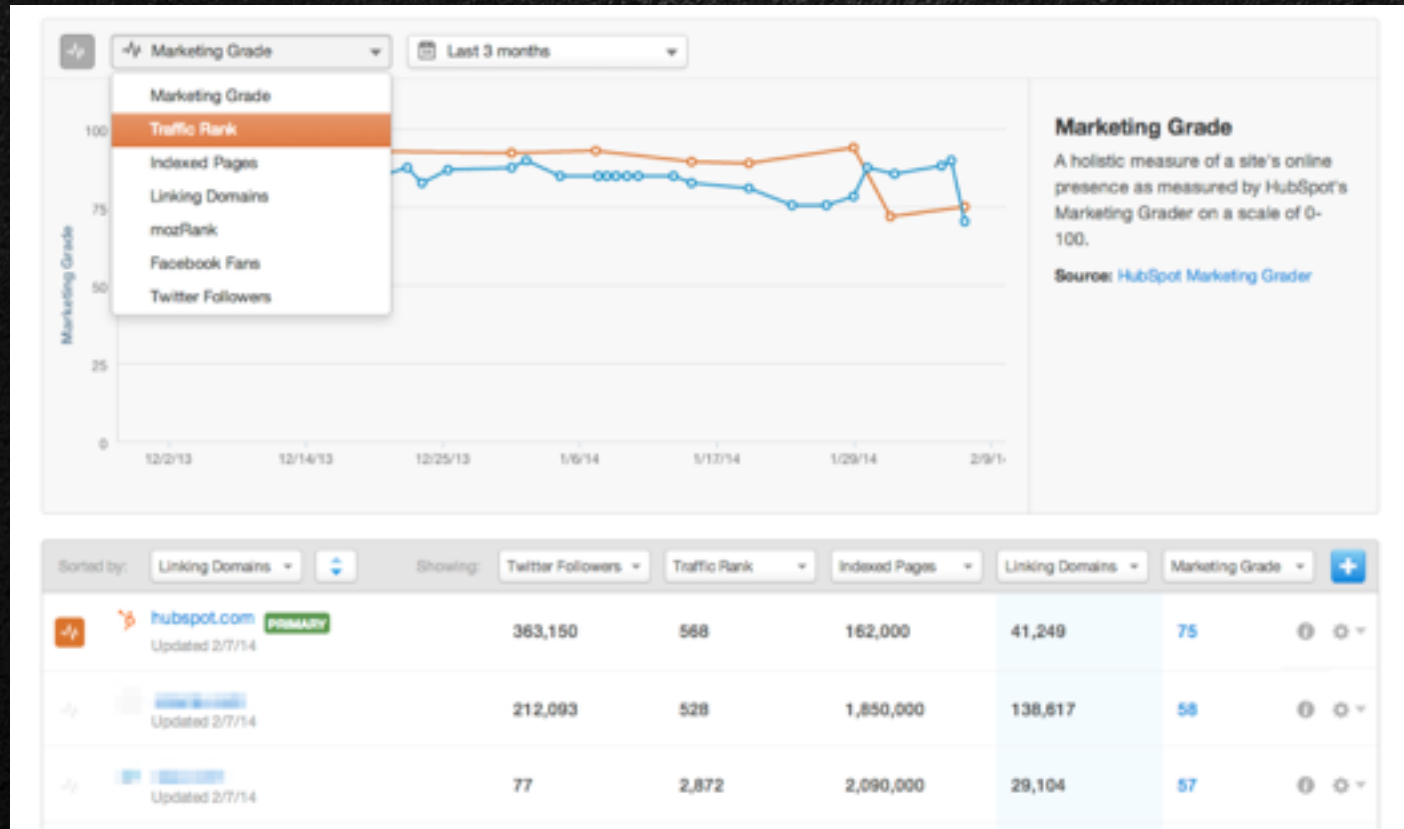 Marketing Grade
Last 3 months
Marketing Grade
Traffic Rank
Indexed Pages
Linking Domains
mozRank
Facebook Fans
Twitter Followers
Marketing Grade
100
75
50
25
0
12/2/13
12/14/13
12/25/13
1/6/14
1/17/14
1/29/14
2/9/1
Marketing Grade
A holistic measure of a site's online
presence as measured by HubSpot's
Marketing Grader on a scale of 0-
100.
Source: HubSpot Marketing Grader
Sorted by: Linking Domains Showing: Twitter Followers Traffic Rank Indexed Pages Linking Domains Marketing Grade
hubspot.com PRIMARY
Updated 2/7/14
363,150 568 162,000 41,249 75
Updated 2/7/14
212,093 528 1,850,000 138,617 58
Updated 2/7/14
77 2,872 2,090,000 29,104 57